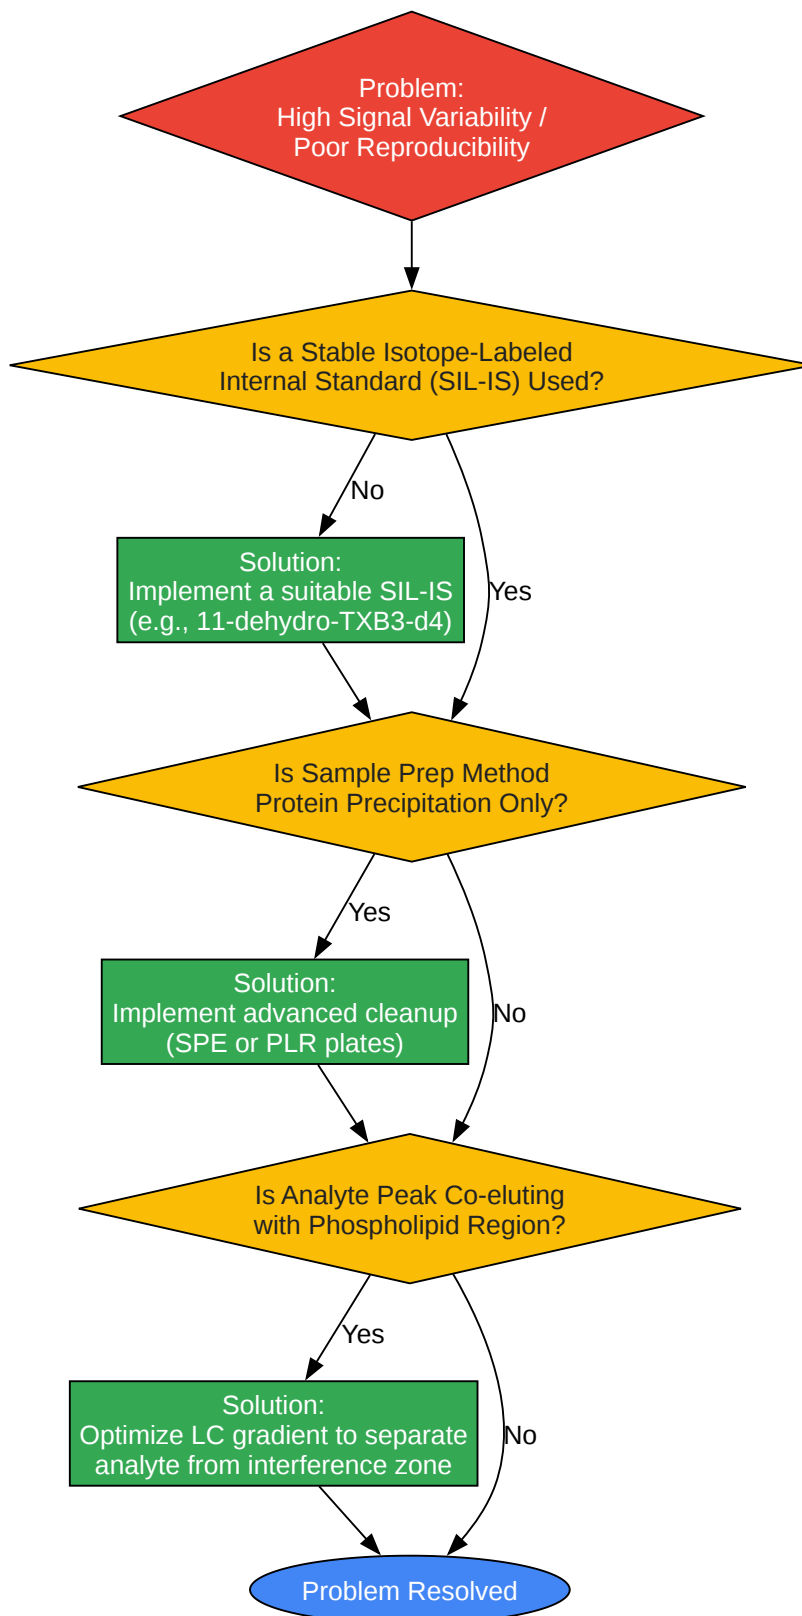 Problem:
High Signal Variability /
Poor Reproducibility
Is a Stable Isotope-Labeled
Internal Standard (SIL-IS) Used?
No
Solution:
Implement a suitable SIL-IS
(e.g., 11-dehydro-TXB3-d4)
Yes
Is Sample Prep Method
Protein Precipitation Only?
Yes
Solution:
Implement advanced cleanup
(SPE or PLR plates)
No
Is Analyte Peak Co-eluting
with Phospholipid Region?
Yes
Solution:
Optimize LC gradient to separate
analyte from interference zone
No
Problem Resolved